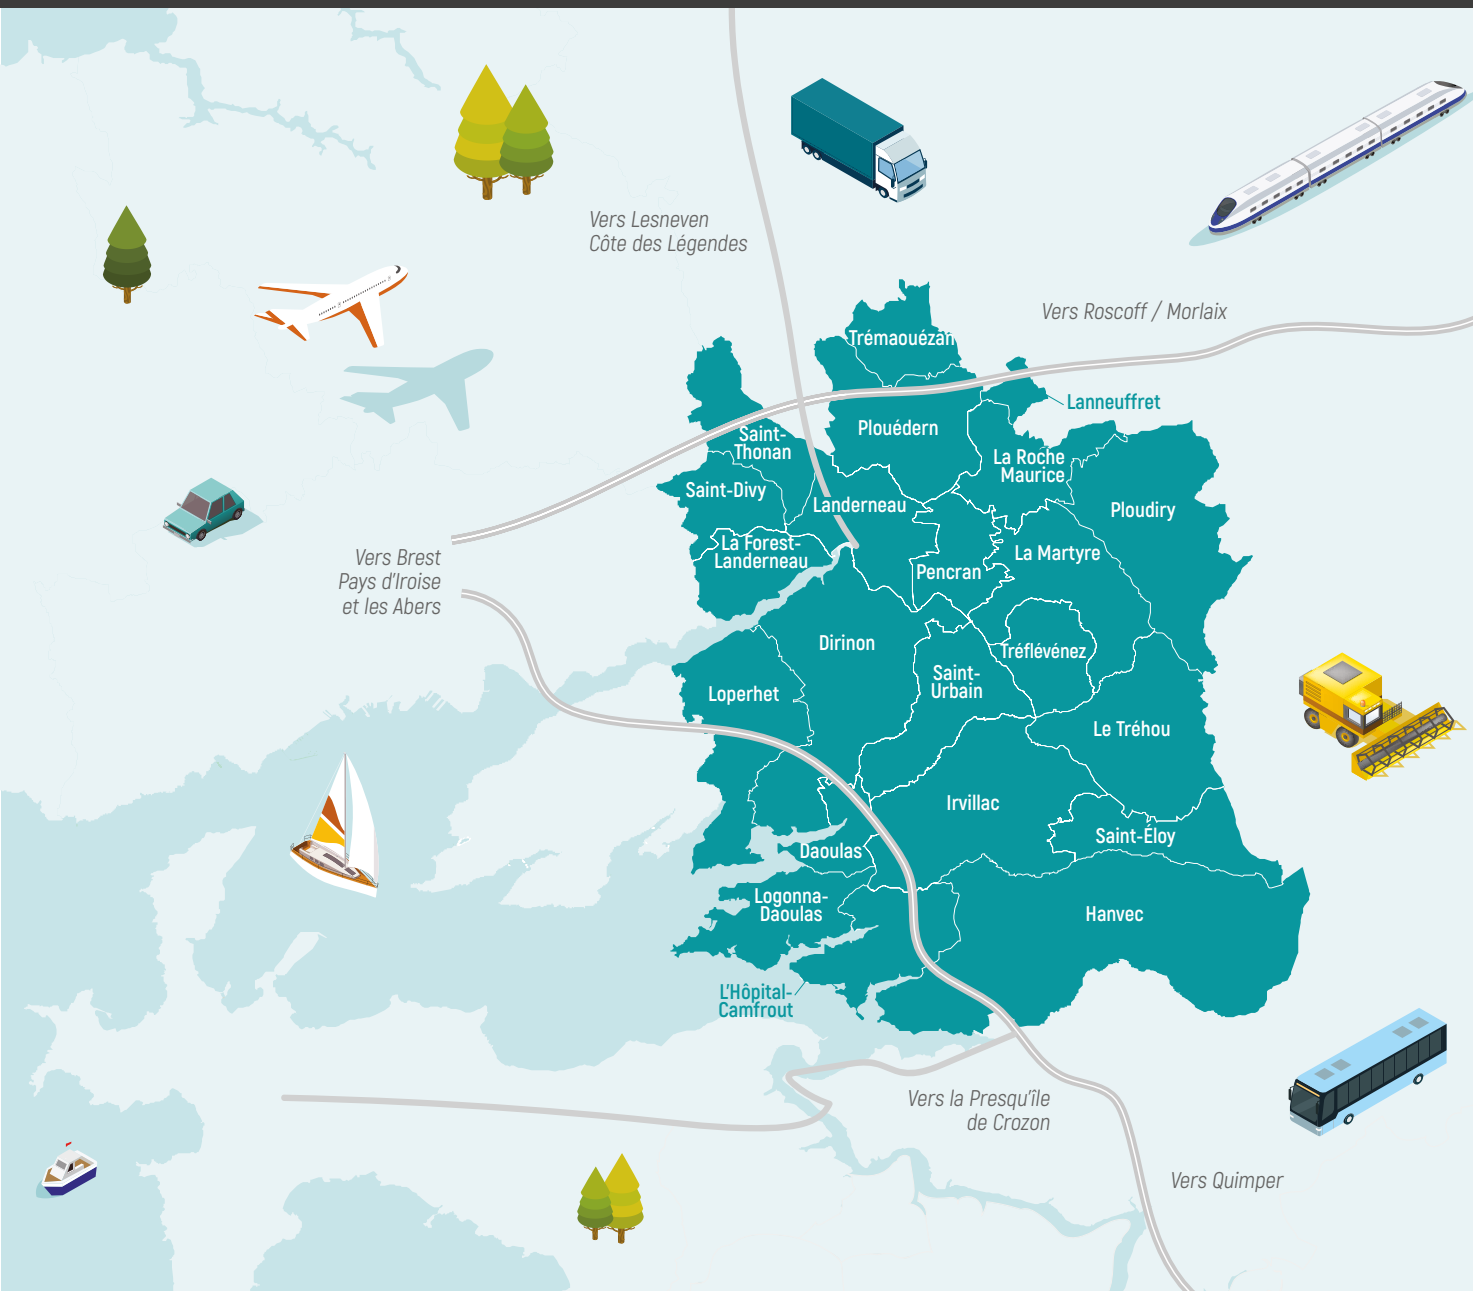 Vers Lesneven
Côte des Légendes
Vers Roscoff / Morlaix
Trémaouézan
Lanneuffret
Plouédern
Saint-
Thonan
La Roche
Maurice
Saint-Divy
Landerneau
Ploudiry
La Forest-
Landerneau
La Martyre
Pencran
Vers Brest
Pays d'Iroise
et les Abers
Dirinon
Tréflévénez
Saint-
Urbain
Loperhet
Le Tréhou
Irvillac
Saint-Éloy
Daoulas
Logonna-
Daoulas
Hanvec
L'Hôpital-
Camfrout
Vers la Presqu'île
de Crozon
Vers Quimper